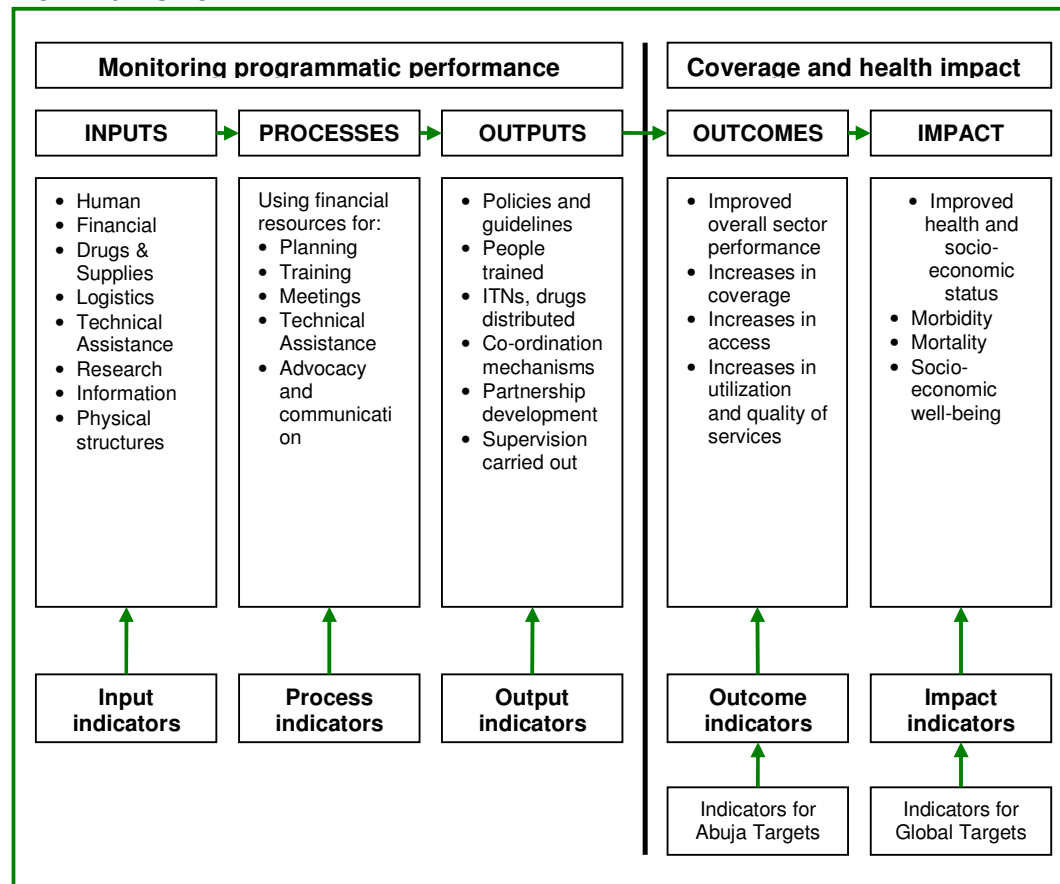 Monitoring programmatic performance
Coverage and health impact
INPUTS
PROCESSES
OUTPUTS
OUTCOMES
IMPACT
• Human
• Financial
• Drugs &
Supplies
• Logistics
• Technical
Assistance
• Research
• Information
• Physical
structures
Using financial
resources for:
• Planning
• Training
• Meetings
• Technical
Assistance
• Advocacy
and
communicati
on
• Policies and
guidelines
• People
trained
• ITNs, drugs
distributed
• Co-ordination
mechanisms
• Partnership
development
• Supervision
carried out
• Improved
overall sector
performance
• Increases in
coverage
• Increases in
access
• Increases in
utilization
and quality of
services
• Improved
health and
socio-
economic
status
• Morbidity
• Mortality
• Socio-
economic
well-being
Input
indicators
Process
indicators
Output
indicators
Outcome
indicators
Impact
indicators
Indicators for
Abuja Targets
Indicators for
Global Targets